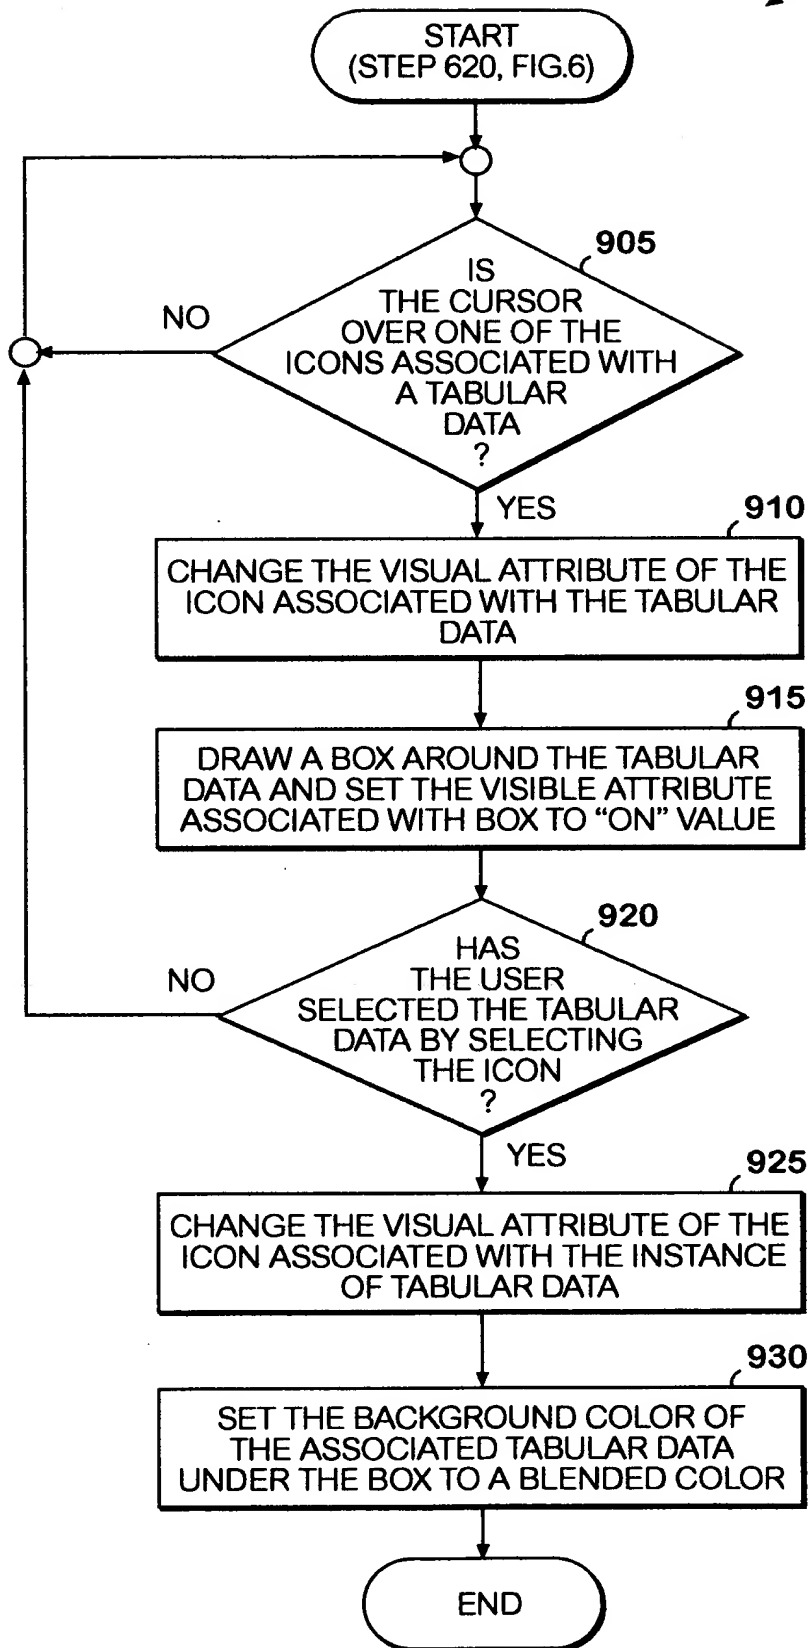 START
(STEP 620, FIG.6)
905
IS
THE CURSOR
OVER ONE OF THE
ICONS ASSOCIATED WITH
A TABULAR
DATA
?
NO
YES
910
CHANGE THE VISUAL ATTRIBUTE OF THE
ICON ASSOCIATED WITH THE TABULAR
DATA
915
DRAW A BOX AROUND THE TABULAR
DATA AND SET THE VISIBLE ATTRIBUTE
ASSOCIATED WITH BOX TO “ON” VALUE
920
HAS
THE USER
SELECTED THE TABULAR
DATA BY SELECTING
THE ICON
?
NO
YES
925
CHANGE THE VISUAL ATTRIBUTE OF THE
ICON ASSOCIATED WITH THE INSTANCE
OF TABULAR DATA
930
SET THE BACKGROUND COLOR OF
THE ASSOCIATED TABULAR DATA
UNDER THE BOX TO A BLENDED COLOR
END